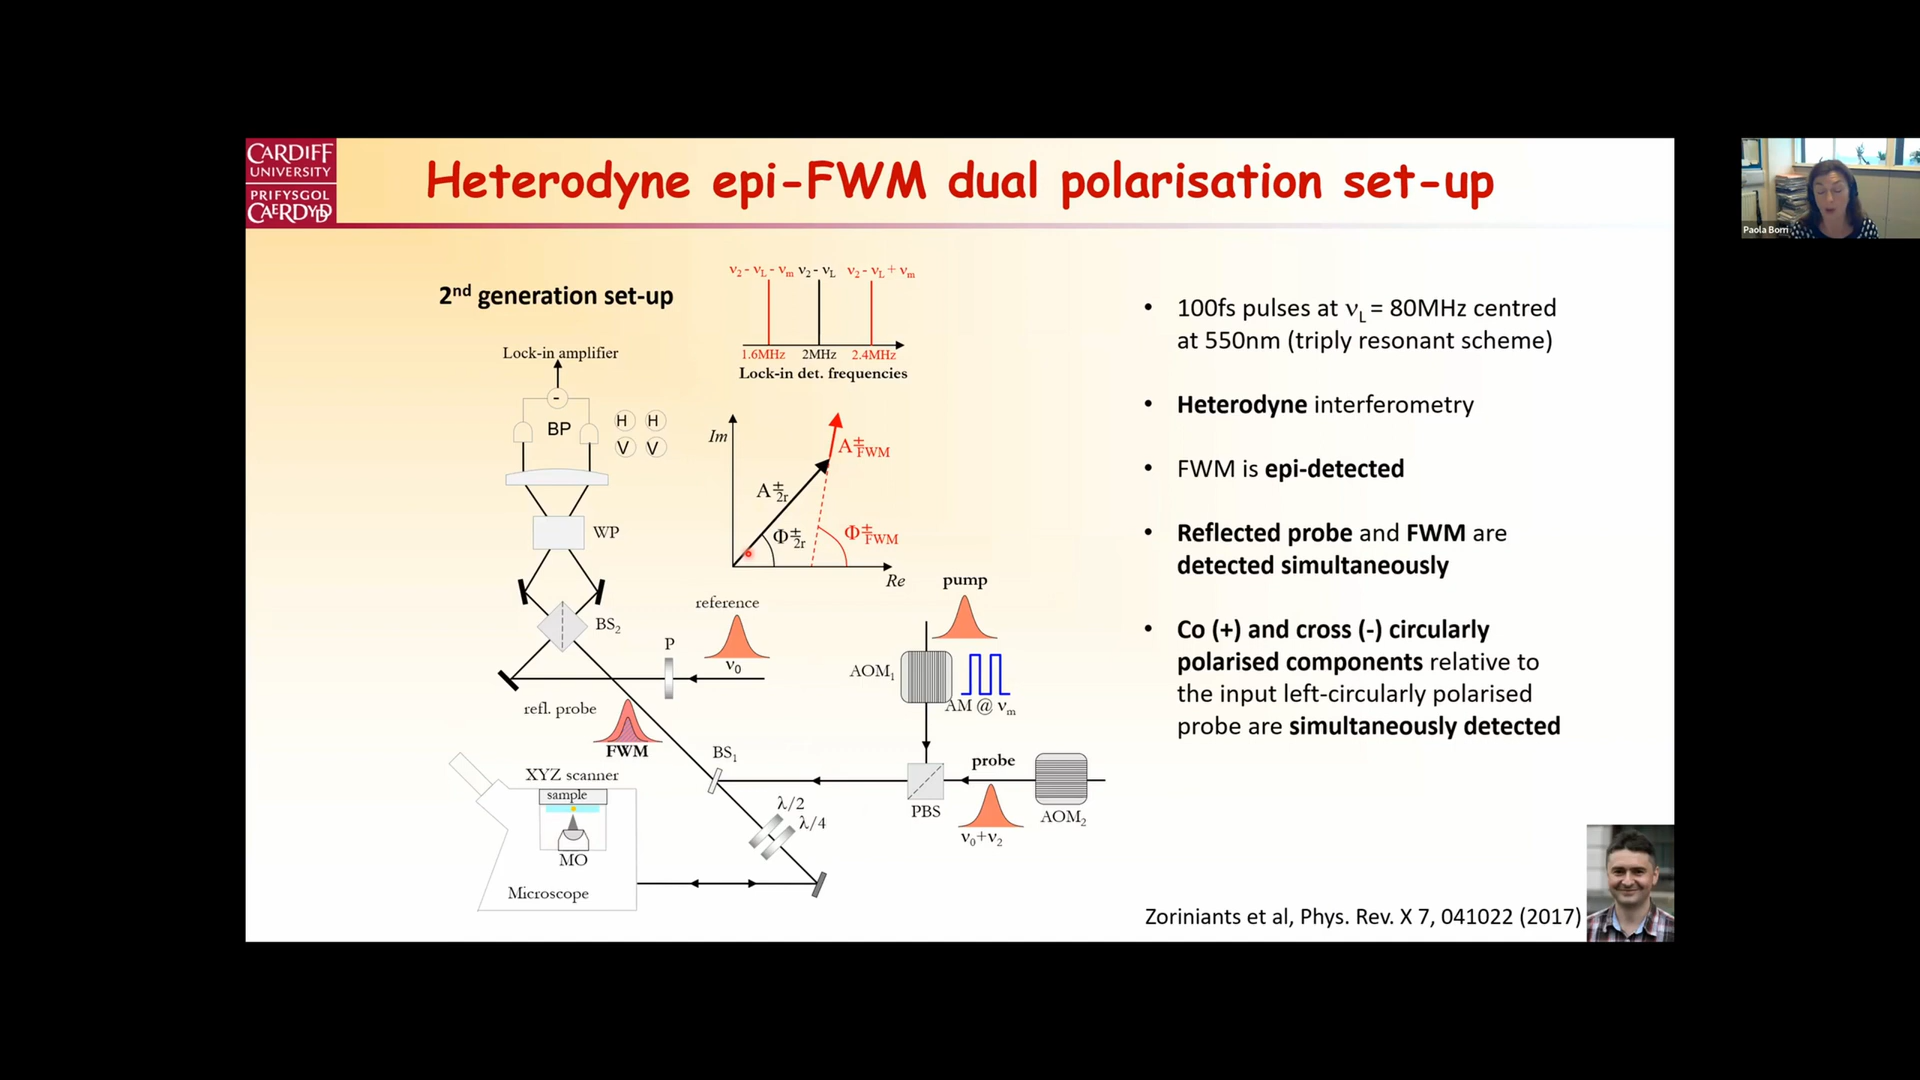 CARDIFF
UNIVERSITY
PRIFYSGOL
CAERDYDD
Heterodyne epi-FWM dual polarisation set-up
Paola Borri
2nd generation set-up
ν2 - νL - νm ν2 - νL ν2 - νL + νm
1.6MHz 2MHz 2.4MHz
Lock-in det. frequencies
Lock-in amplifier
-
BP
H H
V V
WP
BS2
Im
A±FWM
A±2r
Φ±2r
Φ±FWM
Re
reference
P
ν0
refl. probe
FWM
pump
AOM1
AM @ νm
BS1
probe
PBS
AOM2
ν0+ν2
λ/2
λ/4
XYZ scanner
sample
MO
Microscope
• 100fs pulses at νL = 80MHz centred
at 550nm (triply resonant scheme)
• Heterodyne interferometry
• FWM is epi-detected
• Reflected probe and FWM are
detected simultaneously
• Co (+) and cross (-) circularly
polarised components relative to
the input left-circularly polarised
probe are simultaneously detected
Zoriniants et al, Phys. Rev. X 7, 041022 (2017)